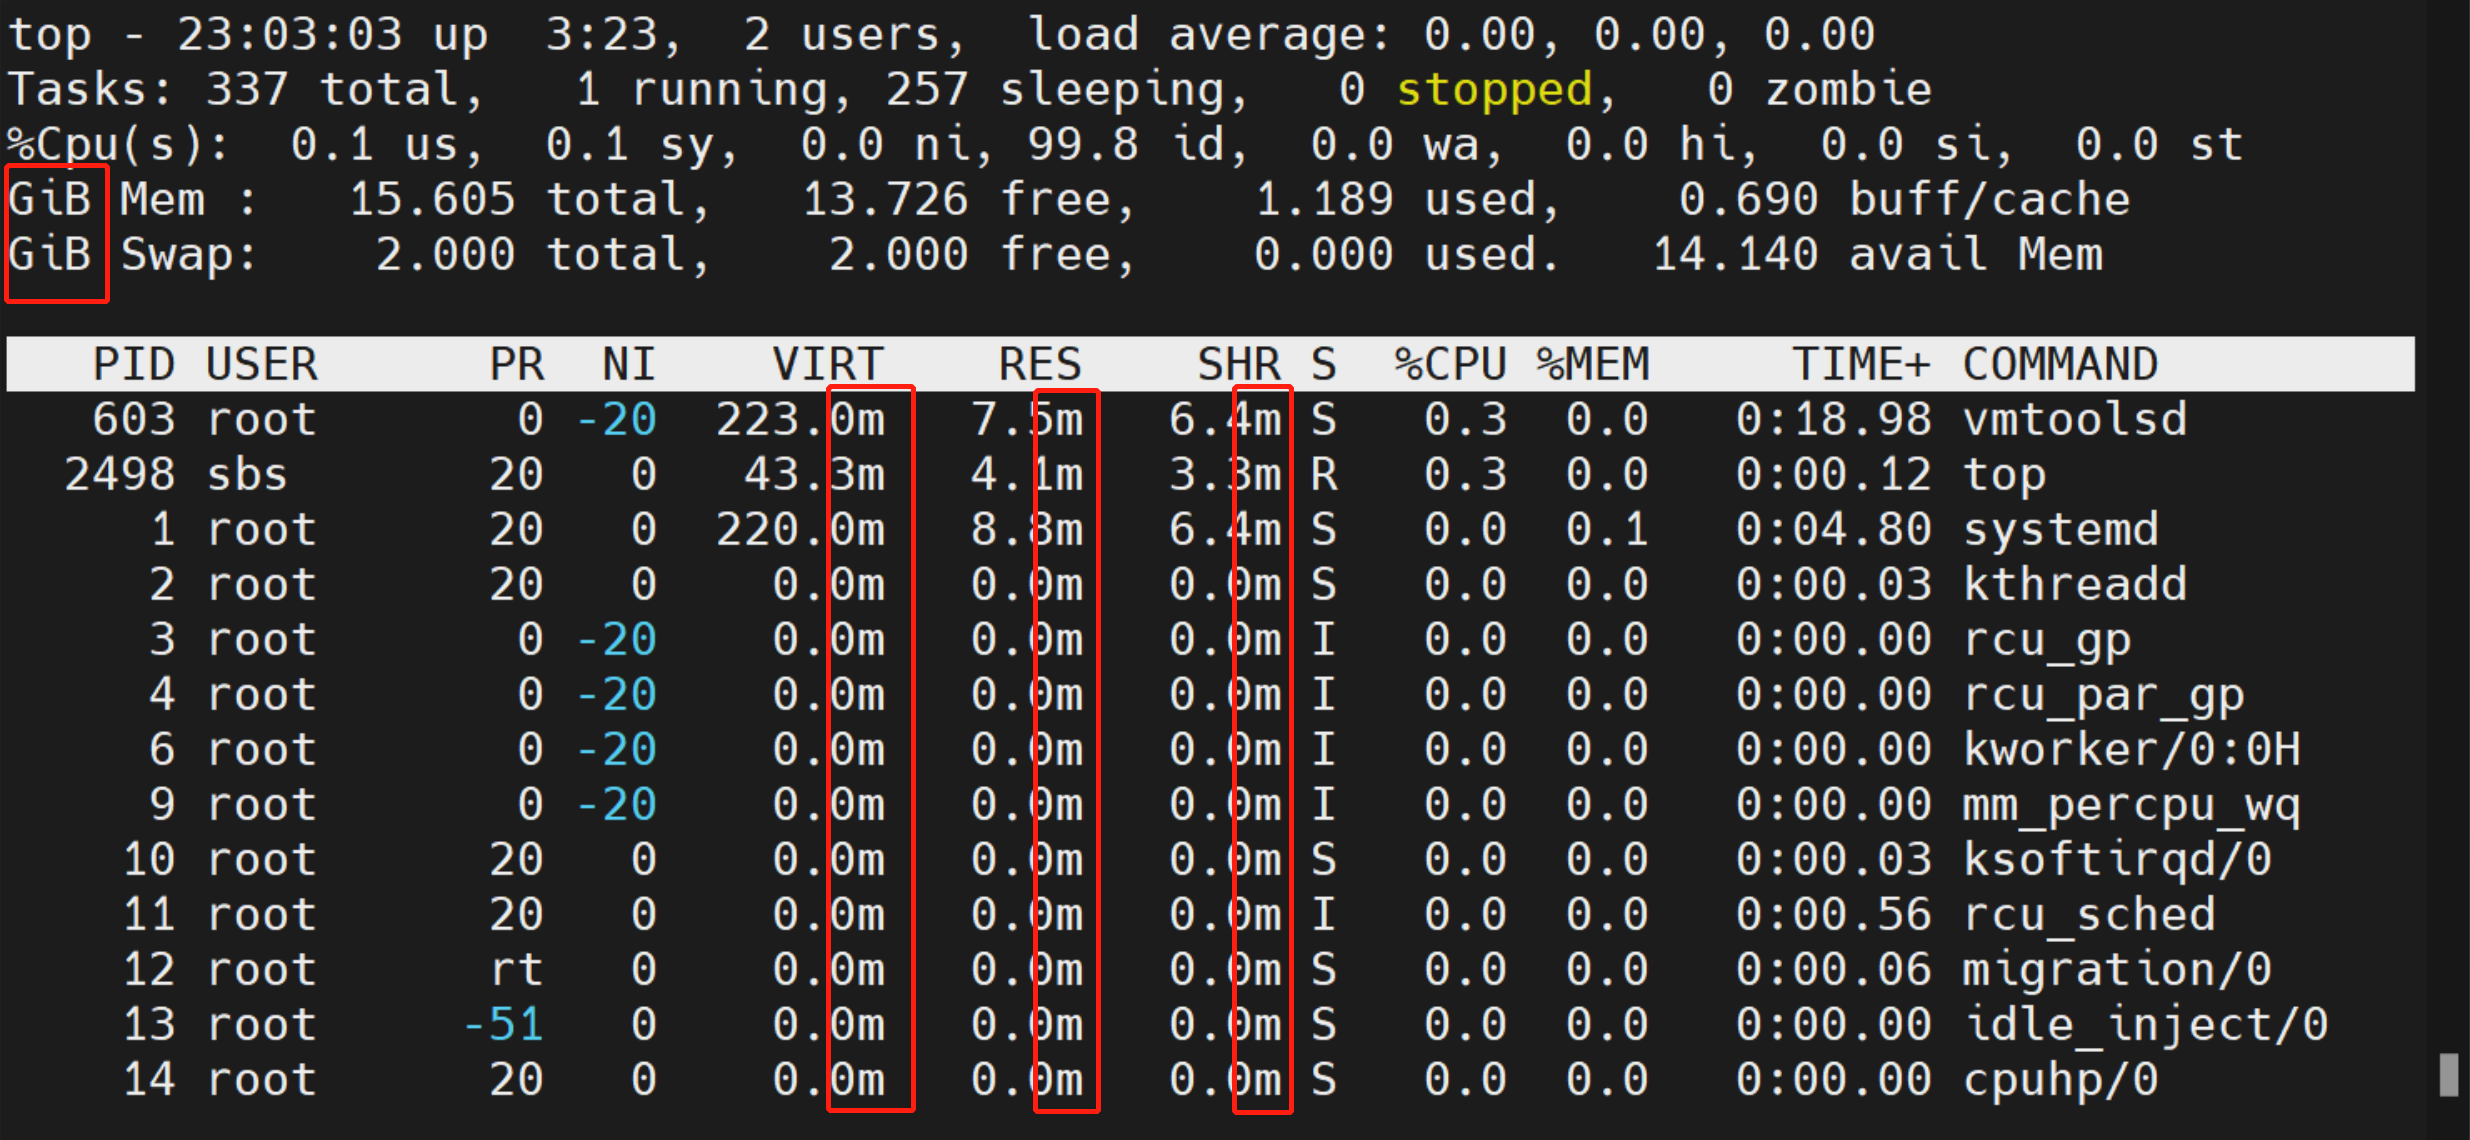 top - 23:03:03 up  3:23,  2 users,  load average: 0.00, 0.00, 0.00
Tasks: 337 total,   1 running, 257 sleeping,   0 stopped,   0 zombie
%Cpu(s):  0.1 us,  0.1 sy,  0.0 ni, 99.8 id,  0.0 wa,  0.0 hi,  0.0 si,  0.0 st
GiB Mem :   15.605 total,   13.726 free,    1.189 used,    0.690 buff/cache
GiB Swap:    2.000 total,    2.000 free,    0.000 used.   14.140 avail Mem
PID USER      PR  NI    VIRT    RES    SHR S  %CPU %MEM     TIME+ COMMAND
603 root       0 -20  223.0m   7.5m   6.4m S   0.3  0.0   0:18.98 vmtoolsd
2498 sbs       20   0   43.3m   4.1m   3.3m R   0.3  0.0   0:00.12 top
1 root      20   0  220.0m   8.8m   6.4m S   0.0  0.1   0:04.80 systemd
2 root      20   0    0.0m   0.0m   0.0m S   0.0  0.0   0:00.03 kthreadd
3 root       0 -20    0.0m   0.0m   0.0m I   0.0  0.0   0:00.00 rcu_gp
4 root       0 -20    0.0m   0.0m   0.0m I   0.0  0.0   0:00.00 rcu_par_gp
6 root       0 -20    0.0m   0.0m   0.0m I   0.0  0.0   0:00.00 kworker/0:0H
9 root       0 -20    0.0m   0.0m   0.0m I   0.0  0.0   0:00.00 mm_percpu_wq
10 root      20   0    0.0m   0.0m   0.0m S   0.0  0.0   0:00.03 ksoftirqd/0
11 root      20   0    0.0m   0.0m   0.0m I   0.0  0.0   0:00.56 rcu_sched
12 root      rt   0    0.0m   0.0m   0.0m S   0.0  0.0   0:00.06 migration/0
13 root     -51   0    0.0m   0.0m   0.0m S   0.0  0.0   0:00.00 idle_inject/0
14 root      20   0    0.0m   0.0m   0.0m S   0.0  0.0   0:00.00 cpuhp/0